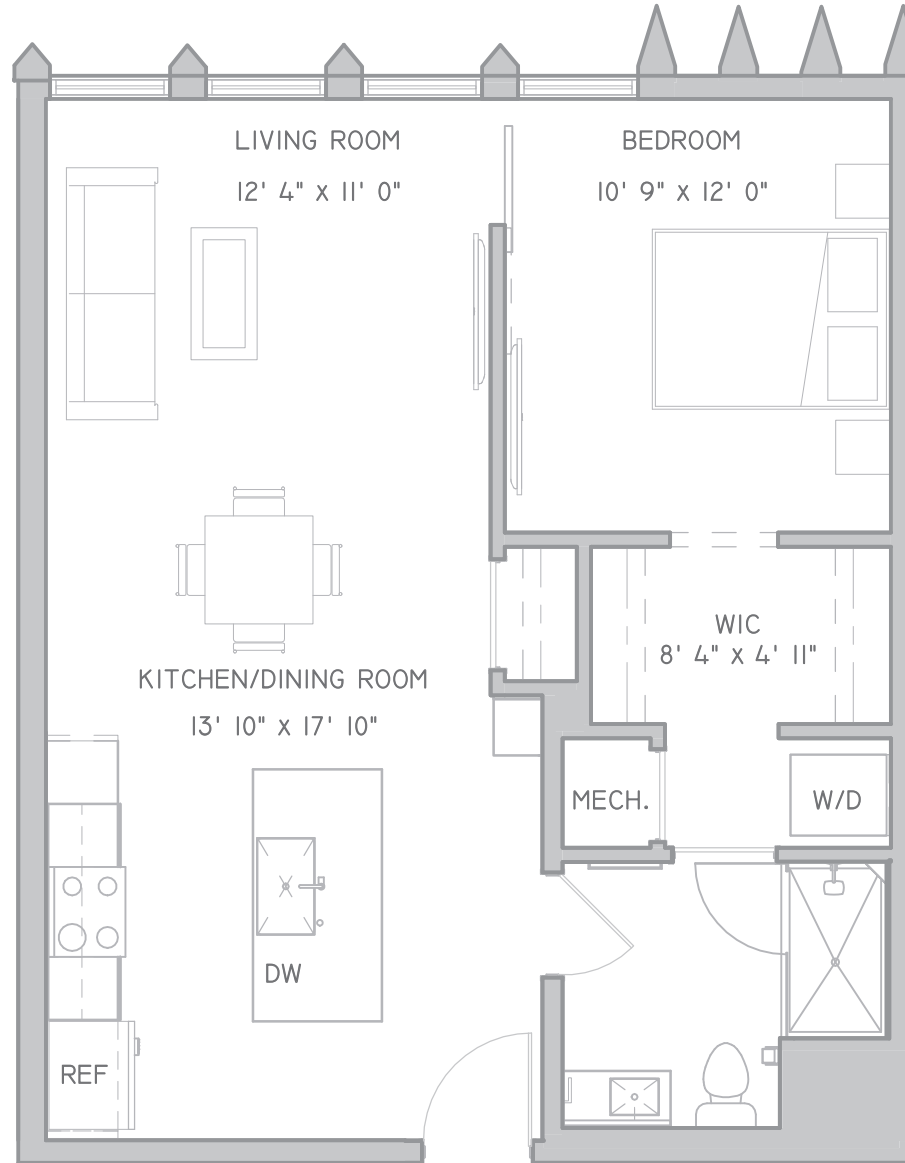 LIVING ROOM
12' 4" X 11' 0"
BEDROOM
10' 9" X 12' 0"
WIC
8' 4" X 4' 11"
KITCHEN/DINING ROOM
13' 10" X 17' 10"
MECH.
W/D
DW
REF